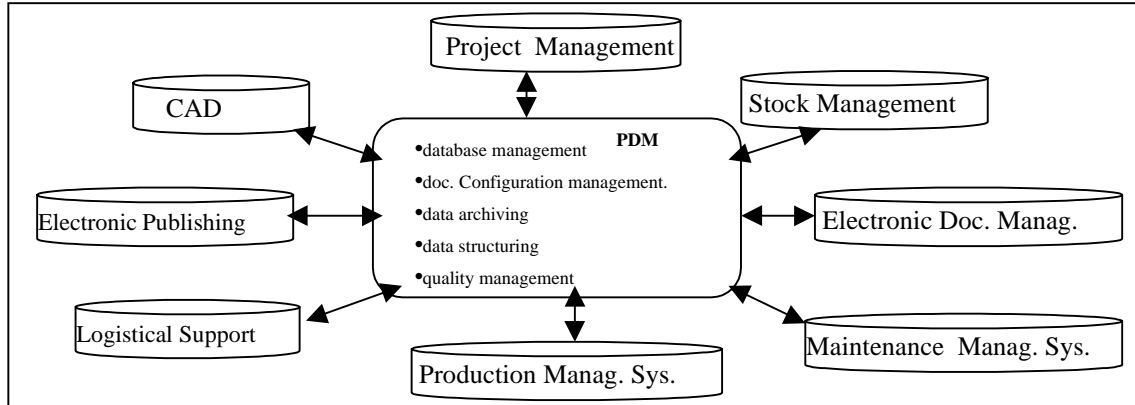 Project  Management
CAD
Stock Management
PDM
•database management
•doc. Configuration management.
•data archiving
•data structuring
•quality management
Electronic Publishing
Electronic Doc. Manag.
Logistical Support
Production Manag. Sys.
Maintenance  Manag. Sys.